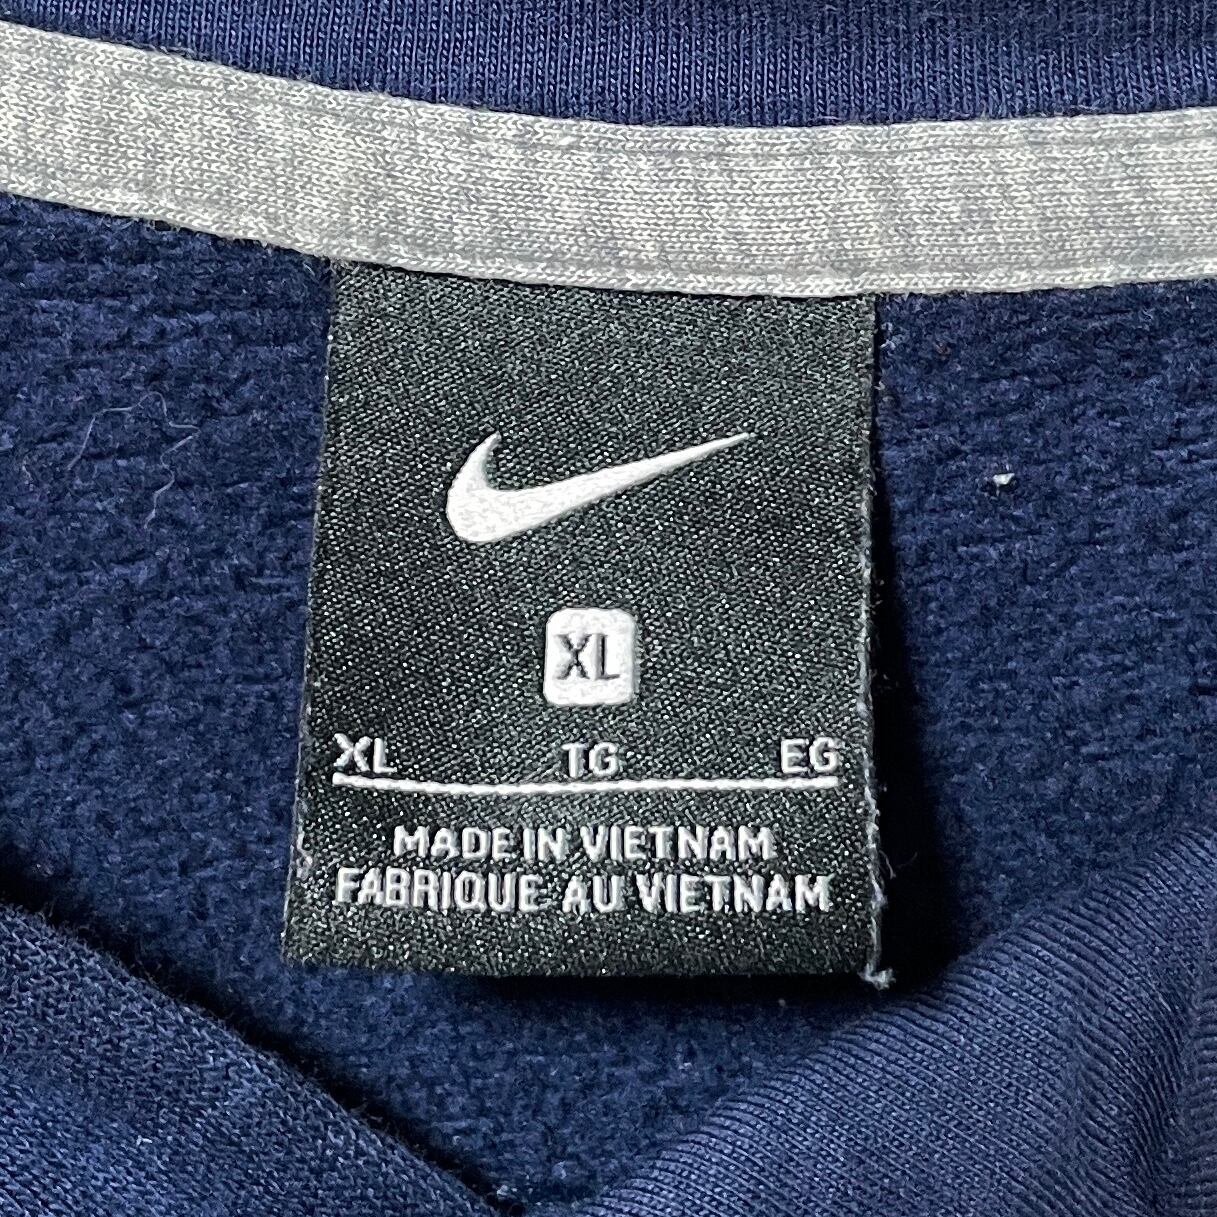 XL
XL TG EG
MADE IN VIETNAM
FABRIQUE AU VIETNAM